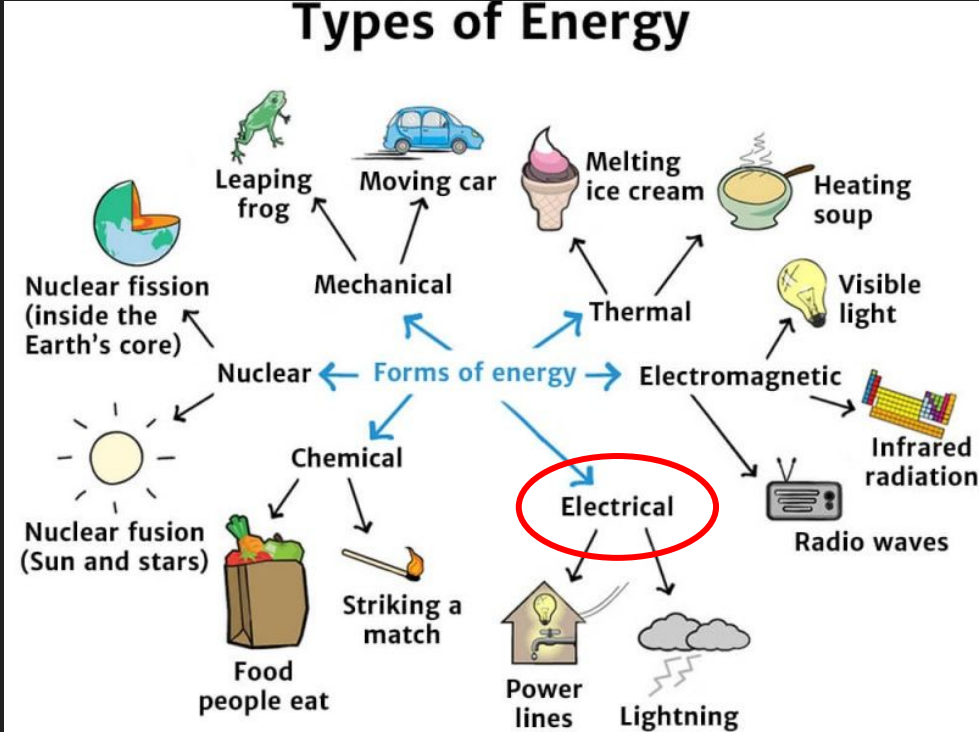 Types of Energy
Leaping
frog
Moving car
Melting
ice cream
Heating
soup
Mechanical
Thermal
Visible
light
Nuclear fission
(inside the
Earth's core)
Nuclear
Forms of energy
Electromagnetic
Infrared
radiation
Chemical
Electrical
Radio waves
Nuclear fusion
(Sun and stars)
Striking a
match
Food
people eat
Power
lines
Lightning